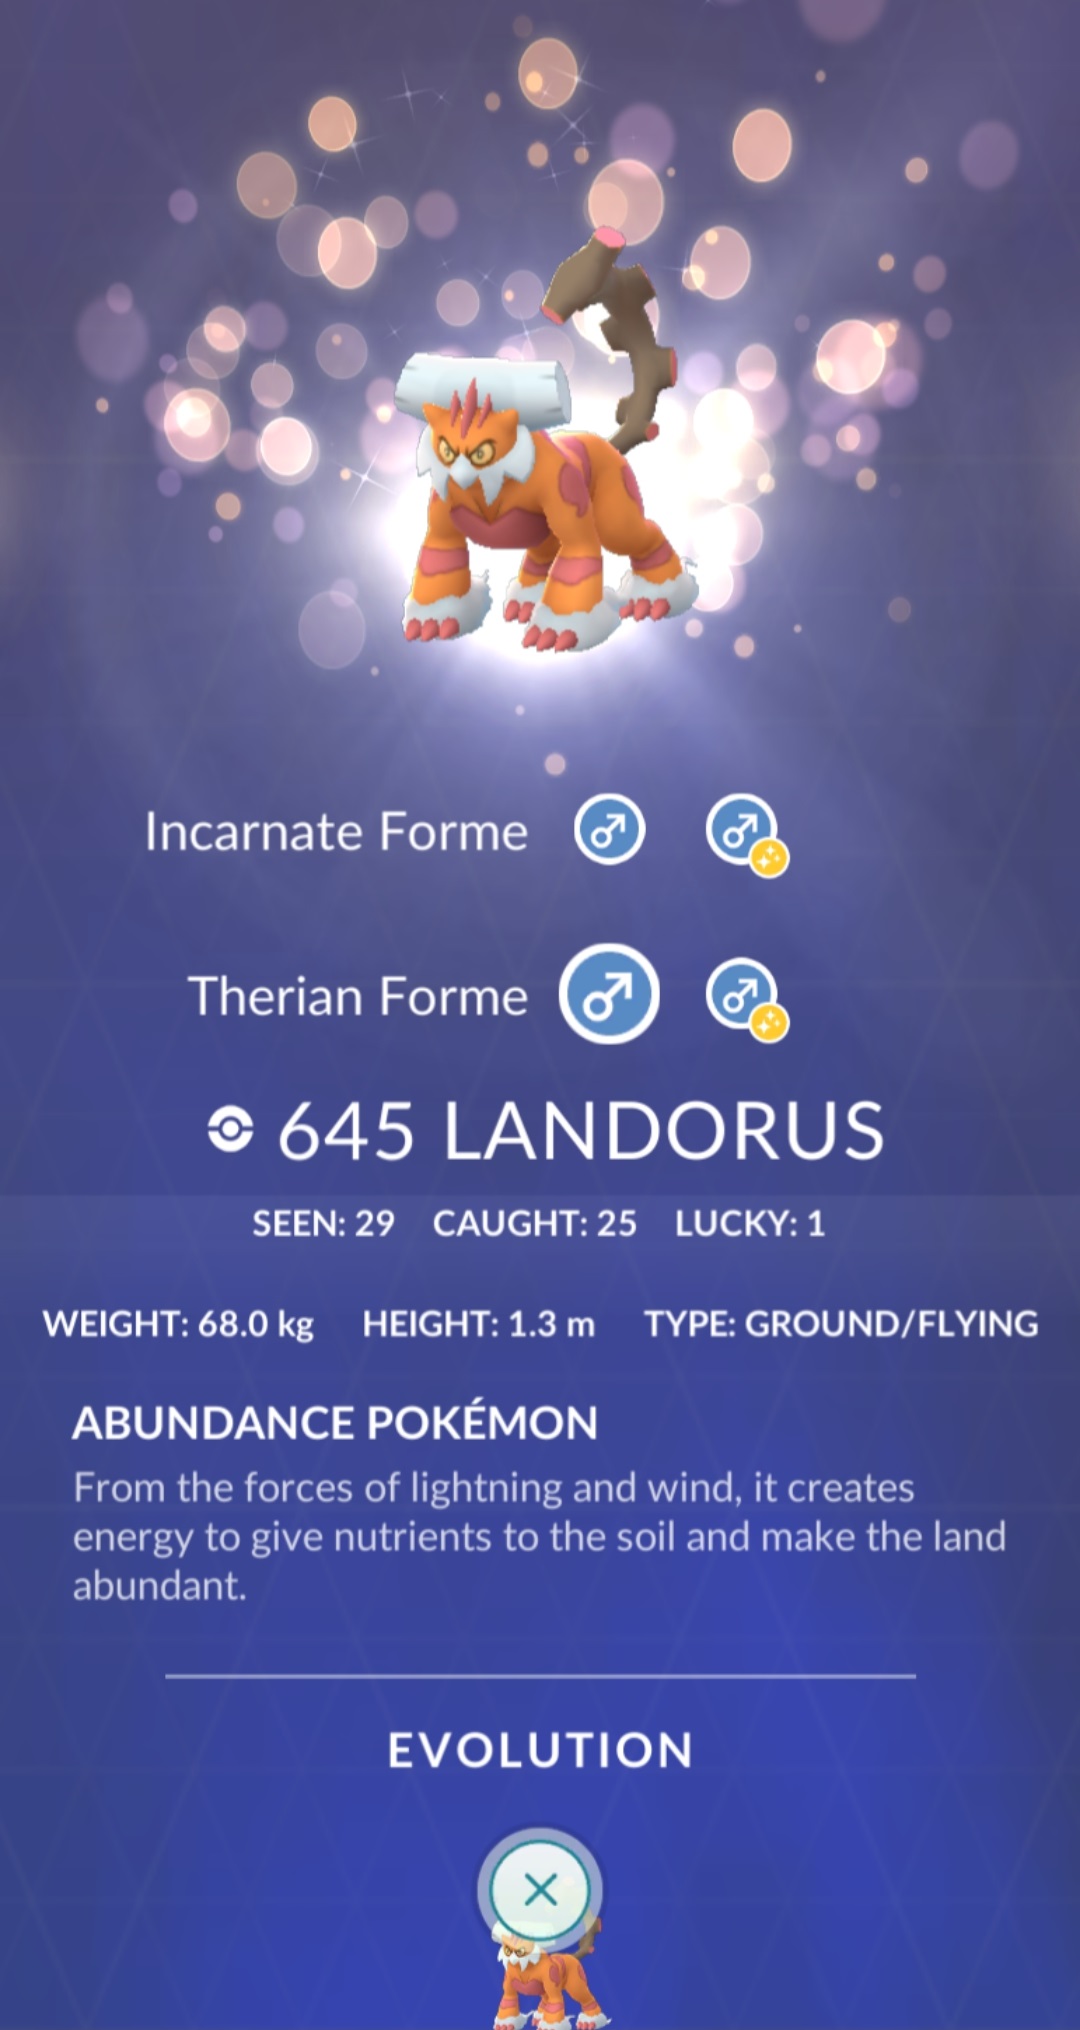 Incarnate Forme
Therian Forme
645 LANDORUS
SEEN: 29 CAUGHT: 25 LUCKY: 1
WEIGHT: 68.0 kg HEIGHT: 1.3 m TYPE: GROUND/FLYING
ABUNDANCE POKÉMON
From the forces of lightning and wind, it creates
energy to give nutrients to the soil and make the land
abundant.
EVOLUTION